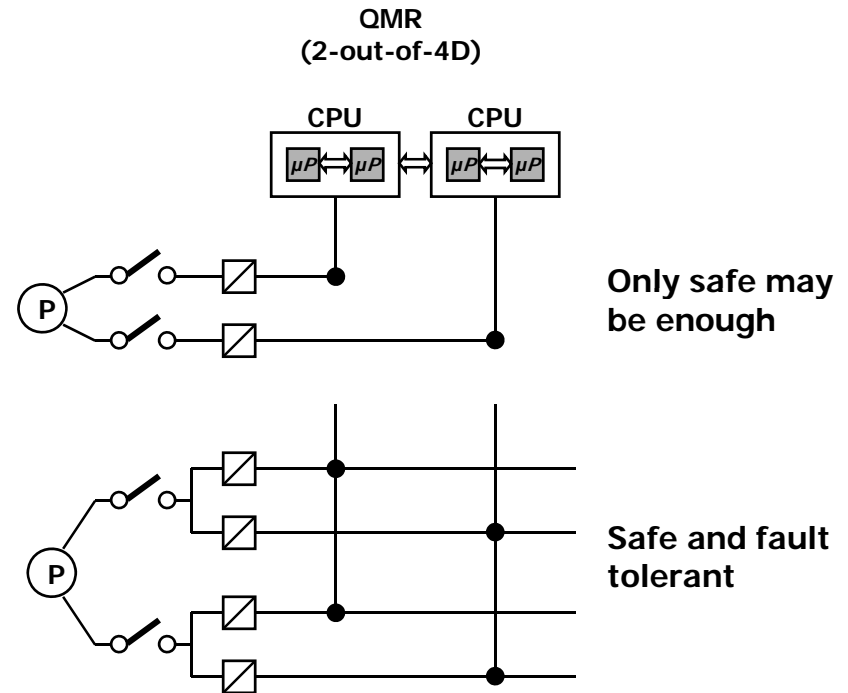 QMR
(2-out-of-4D)
CPU
CPU
µP
µP
µP
µP
P
Only safe may
be enough
P
Safe and fault
tolerant